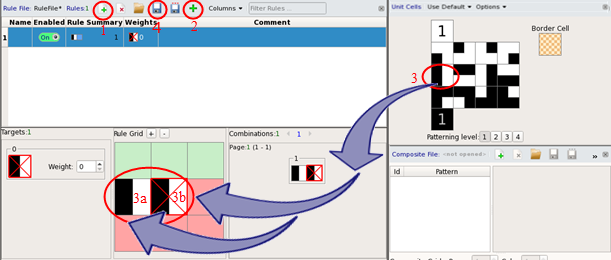 Rule File: RuleFile* Rules:1 Columns Filter Rules ...
1 4 2
Name Enabled Rule Summary Weights Comment
1 On 1 0
Targets:1
0
Weight: 0
Rule Grid + -
3a 3b
Combinations:1 1
Page:1 (1 - 1)
1
Unit Cells Use Default Options
1
Border Cell
3
1
Patterning level: 1 2 3 4
Composite File: <not opened> »
Id Pattern